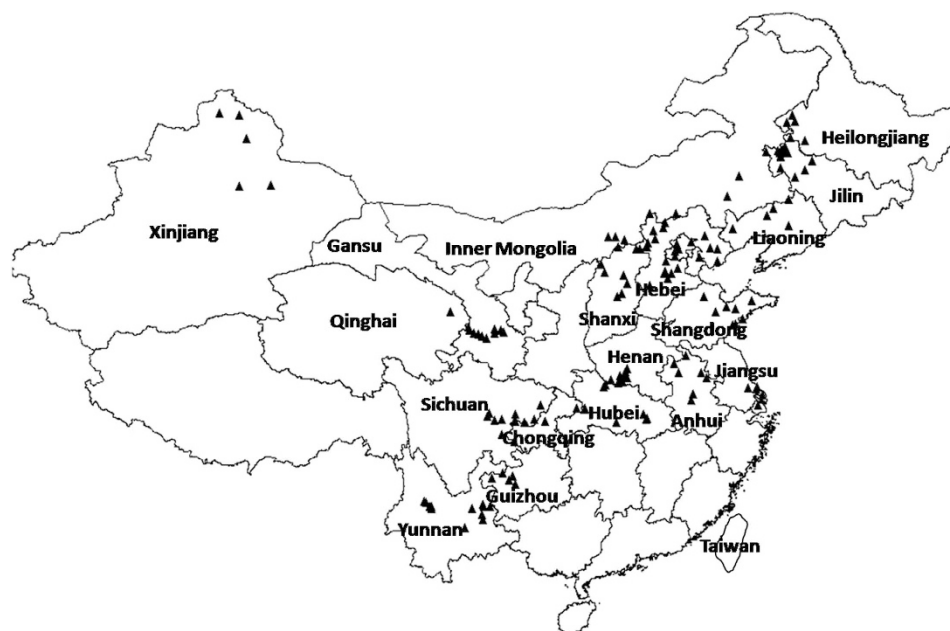 Heilongjiang
Jilin
Xinjiang
Gansu
Inner Mongolia
Liaoning
Qinghai
Hebei
Shanxi
Shangdong
Henan
Jiangsu
Sichuan
Hubei
Anhui
Chongqing
Guizhou
Yunnan
Taiwan